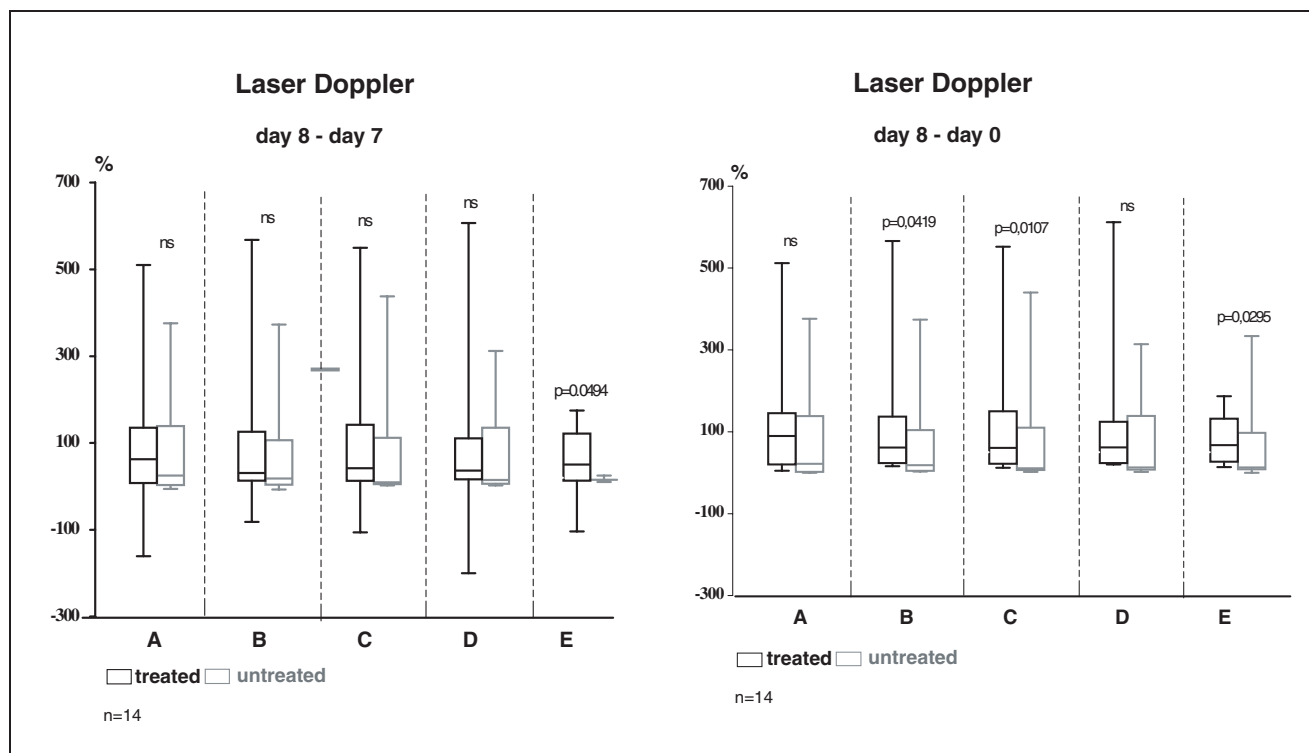 Laser Doppler
day 8 - day 7
%
700
500
300
100
-100
-300
ns
ns
ns
ns
p=0.0494
A B C D E
treated untreated
n=14
Laser Doppler
day 8 - day 0
%
700
500
300
100
-100
-300
ns
p=0,0419
p=0,0107
ns
p=0,0295
A B C D E
treated untreated
n=14